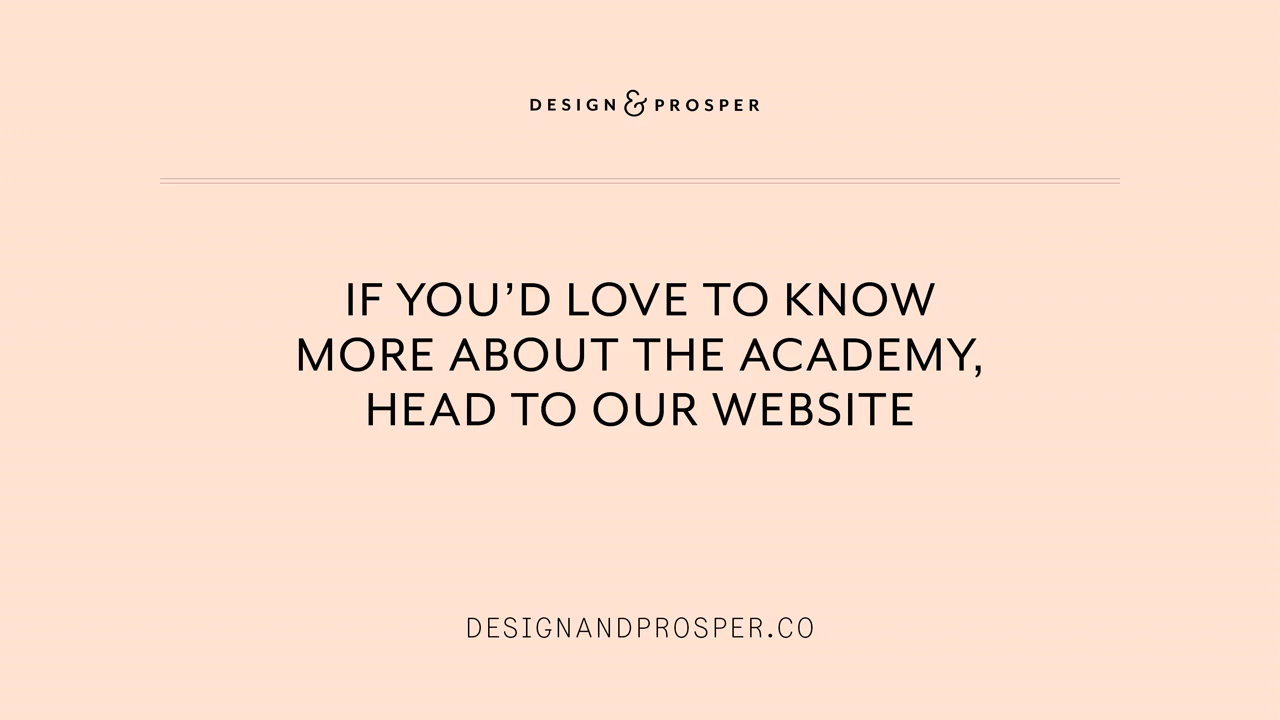 DESIGN & PROSPER
IF YOU’D LOVE TO KNOW
MORE ABOUT THE ACADEMY,
HEAD TO OUR WEBSITE
DESIGNANDPROSPER.CO